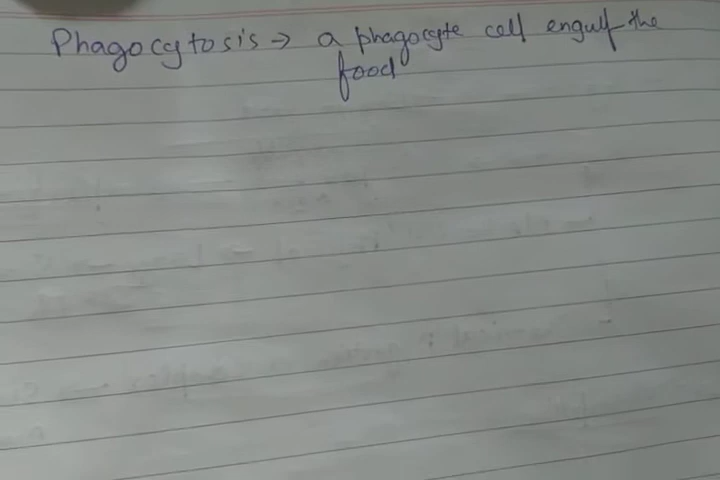 Phagocytosis → a phagocyte cell engulf the
food